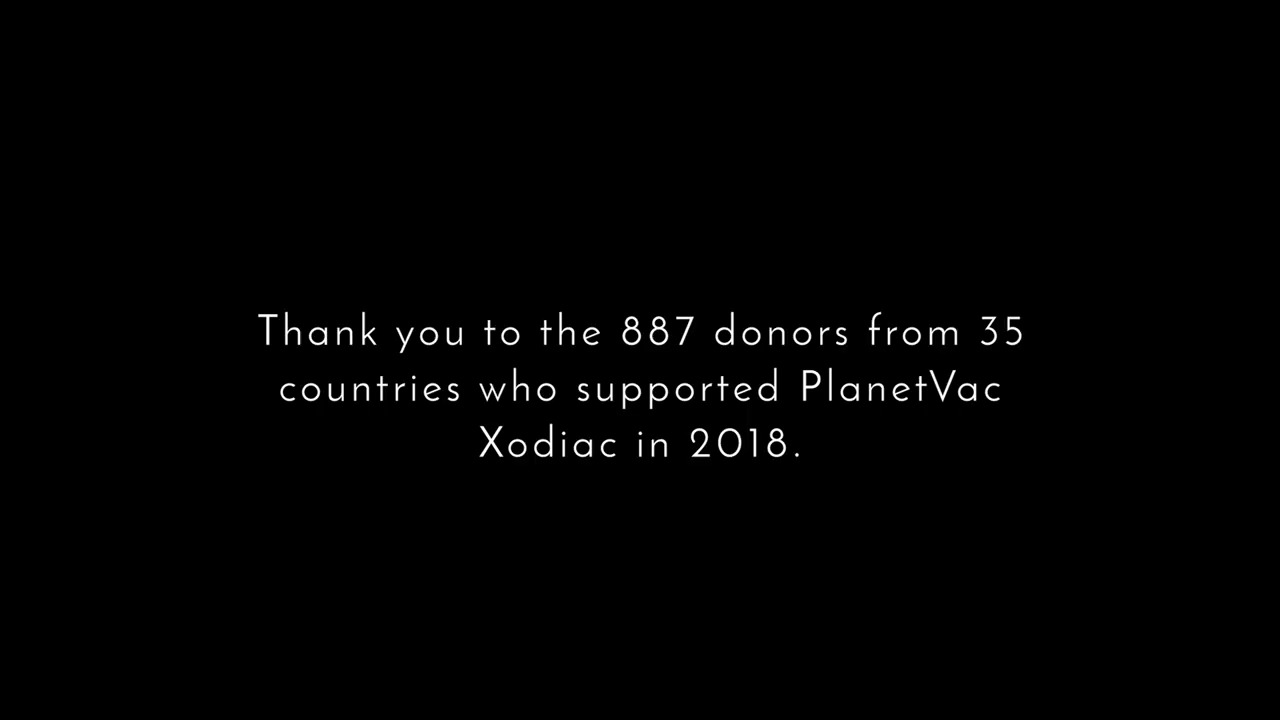 Thank you to the 887 donors from 35
countries who supported PlanetVac
Xodiac in 2018.